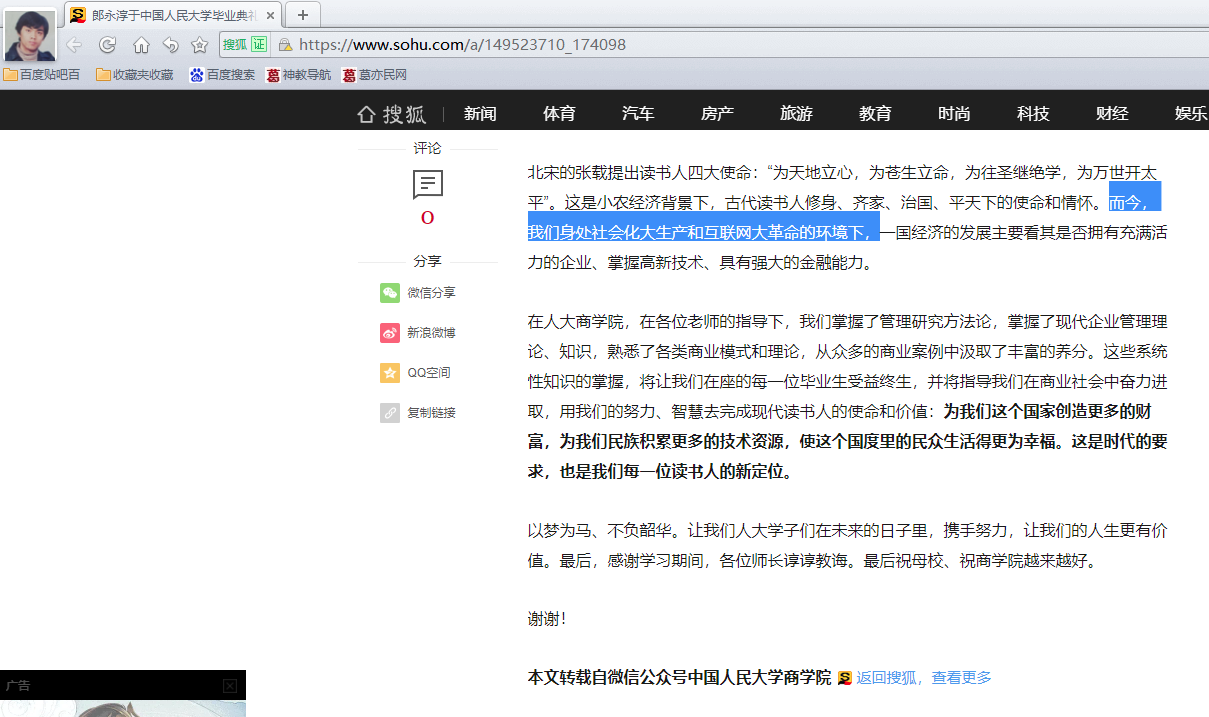 郎永淳于中国人民大学毕业典礼
https://www.sohu.com/a/149523710_174098
搜狐 证
百度贴吧百 收藏夹收藏 百度搜索 神教导航 葛亦民网
搜狐 新闻 体育 汽车 房产 旅游 教育 时尚 科技 财经 娱乐
评论
0
分享
微信分享
新浪微博
QQ空间
复制链接
北宋的张载提出读书人四大使命：“为天地立心，为苍生立命，为往圣继绝学，为万世开太
平”。这是小农经济背景下，古代读书人修身、齐家、治国、平天下的使命和情怀。而今，
我们身处社会化大生产和互联网大革命的环境下，一国经济的发展主要看其是否拥有充满活
力的企业、掌握高新技术、具有强大的金融能力。
在人大商学院，在各位老师的指导下，我们掌握了管理研究方法论，掌握了现代企业管理理
论、知识，熟悉了各类商业模式和理论，从众多的商业案例中汲取了丰富的养分。这些系统
性知识的掌握，将让我们在座的每一位毕业生受益终生，并将指导我们在商业社会中奋力进
取，用我们的努力、智慧去完成现代读书人的使命和价值：为我们这个国家创造更多的财
富，为我们民族积累更多的技术资源，使这个国度里的民众生活得更为幸福。这是时代的要
求，也是我们每一位读书人的新定位。
以梦为马、不负韶华。让我们人大学子们在未来的日子里，携手努力，让我们的人生更有价
值。最后，感谢学习期间，各位师长谆谆教诲。最后祝母校、祝商学院越来越好。
谢谢！
本文转载自微信公众号中国人民大学商学院 返回搜狐，查看更多
广告